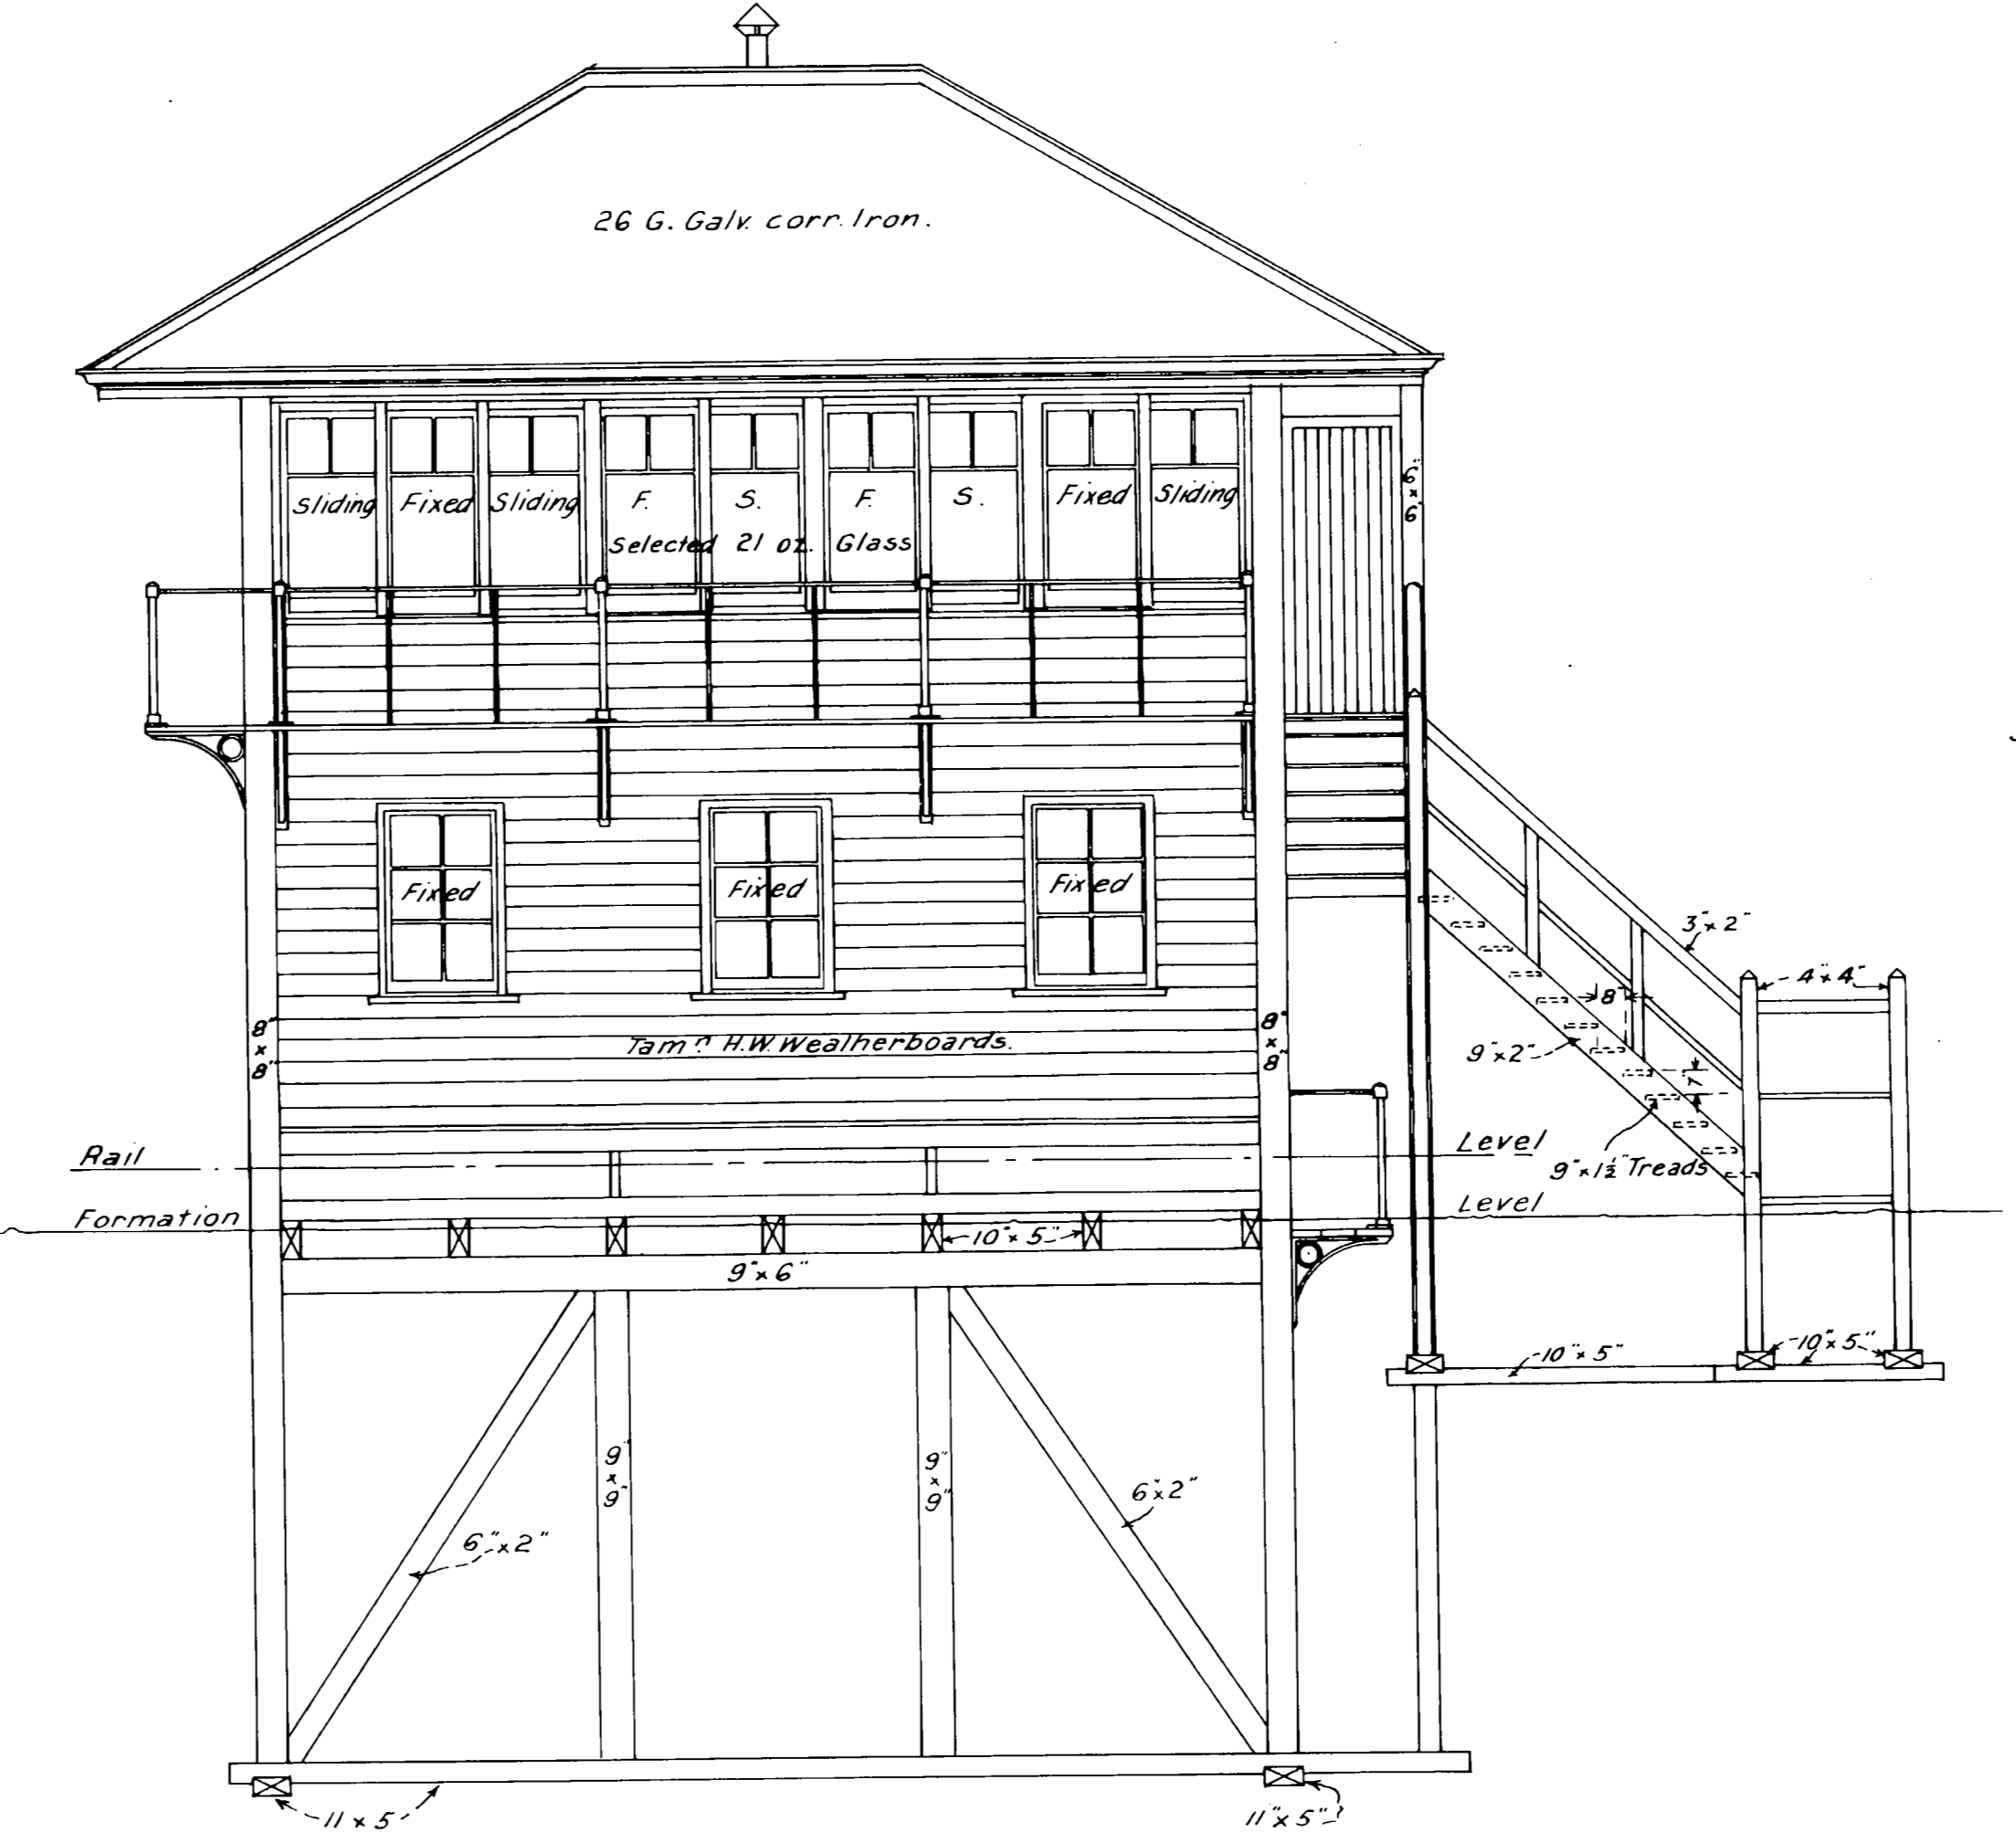 26 G. Galv. corr. Iron.
Sliding Fixed Sliding F. S. F. S. Fixed Sliding
Selected 21 oz. Glass
6" x 6"
Fixed Fixed Fixed
3" x 2"
4" x 4"
8"
8" x 8"
Tamn H.W. Weatherboards.
8" x 8"
9" x 2"
7"
9" x 1½" Treads
Rail Level
Formation Level
10" x 5"
9" x 6"
10" x 5"
10" x 5"
9" x 9"
9" x 9"
6" x 2"
6" x 2"
11 x 5
11" x 5"